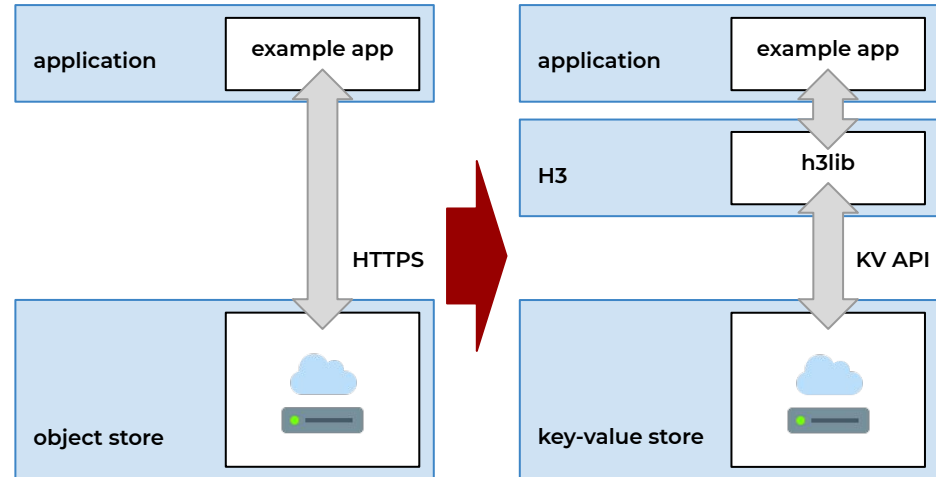 application
example app
HTTPS
object store
application
example app
H3
h3lib
KV API
key-value store